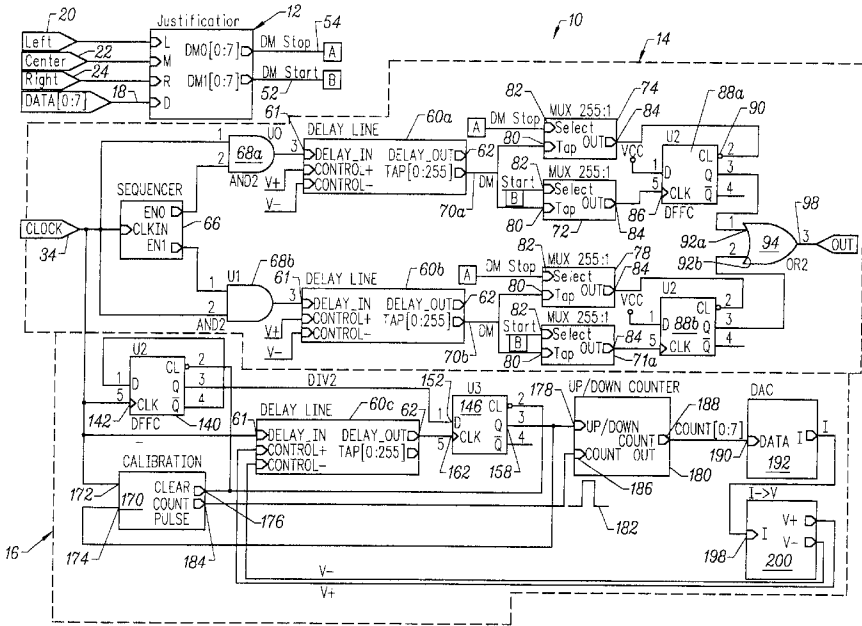 20
Left
Center
22
Right
24
DATA[0:7]
18
Justification
12
L
M
R
D
DM0[0:7]
DM1[0:7]
DM Stop
54
A
DM Start
52
B
10
14
61
U0
1
2
3
68a
AND2
DELAY LINE
60a
DELAY_IN
CONTROL+
CONTROL-
DELAY_OUT
TAP[0:255]
V+
V-
62
70a
DM
A
DM Stop
82
80
MUX 255:1
74
Select
Tap
OUT
84
Start
B
82
80
MUX 255:1
Select
Tap
OUT
72
84
VCC
U2
88a
90
CL
D
Q
CLK
Q
1
5
2
3
4
86
DFFC
SEQUENCER
EN0
CLKIN
EN1
66
CLOCK
34
92a
1
2
92b
94
3
98
OUT
OR2
U1
68b
1
2
3
AND2
61
DELAY LINE
60b
DELAY_IN
CONTROL+
CONTROL-
DELAY_OUT
TAP[0:255]
V+
V-
62
70b
DM
A
DM Stop
82
80
MUX 255:1
78
Select
Tap
OUT
84
Start
B
82
80
MUX 255:1
Select
Tap
OUT
84
71a
VCC
U2
88b
CL
D
Q
CLK
Q
1
5
2
3
4
U2
CL
D
Q
CLK
Q
1
5
2
3
4
142
DFFC
140
DIV2
61
DELAY LINE
60c
DELAY_IN
CONTROL+
CONTROL-
DELAY_OUT
TAP[0:255]
62
152
U3
146
CL
D
Q
CLK
Q
1
5
2
3
4
162
158
178
UP/DOWN COUNTER
UP/DOWN
COUNT
OUT
COUNT
188
186
180
COUNT[0:7]
DAC
DATA
I
190
192
I
CALIBRATION
172
170
CLEAR
COUNT
PULSE
174
176
184
182
I->V
I
V+
V-
198
200
16
V-
V+